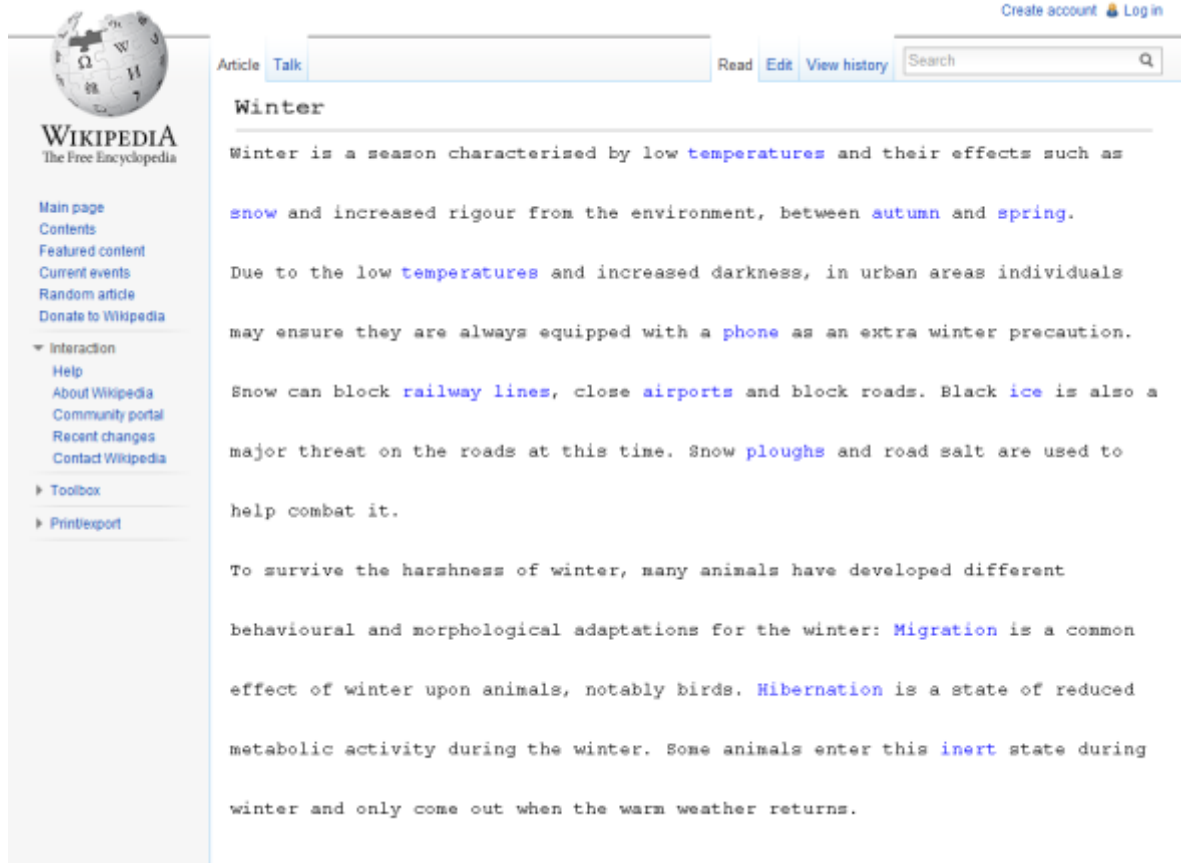 Create account Log in
Article Talk Read Edit View history Search
WIKIPEDIA
The Free Encyclopedia
Main page
Contents
Featured content
Current events
Random article
Donate to Wikipedia
Interaction
Help
About Wikipedia
Community portal
Recent changes
Contact Wikipedia
Toolbox
Print/export
Winter
Winter is a season characterised by low temperatures and their effects such as
snow and increased rigour from the environment, between autumn and spring.
Due to the low temperatures and increased darkness, in urban areas individuals
may ensure they are always equipped with a phone as an extra winter precaution.
Snow can block railway lines, close airports and block roads. Black ice is also a
major threat on the roads at this time. Snow ploughs and road salt are used to
help combat it.
To survive the harshness of winter, many animals have developed different
behavioural and morphological adaptations for the winter: Migration is a common
effect of winter upon animals, notably birds. Hibernation is a state of reduced
metabolic activity during the winter. Some animals enter this inert state during
winter and only come out when the warm weather returns.